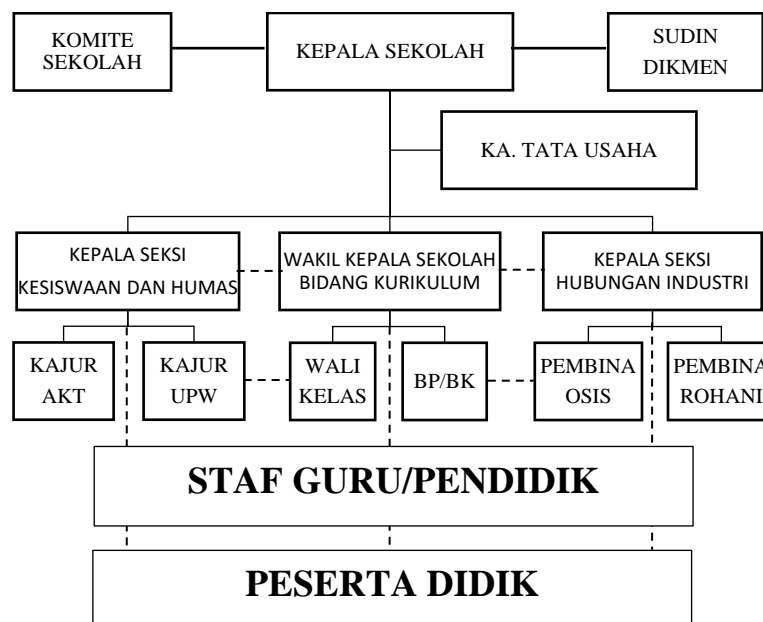 KOMITE
SEKOLAH
KEPALA SEKOLAH
SUDIN
DIKMEN
KA. TATA USAHA
KEPALA SEKSI
KESISWAAN DAN HUMAS
WAKIL KEPALA SEKOLAH
BIDANG KURIKULUM
KEPALA SEKSI
HUBUNGAN INDUSTRI
KAJUR
AKT
KAJUR
UPW
WALI
KELAS
BP/BK
PEMBINA
OSIS
PEMBINA
ROHANI
STAF GURU/PENDIDIK
PESERTA DIDIK